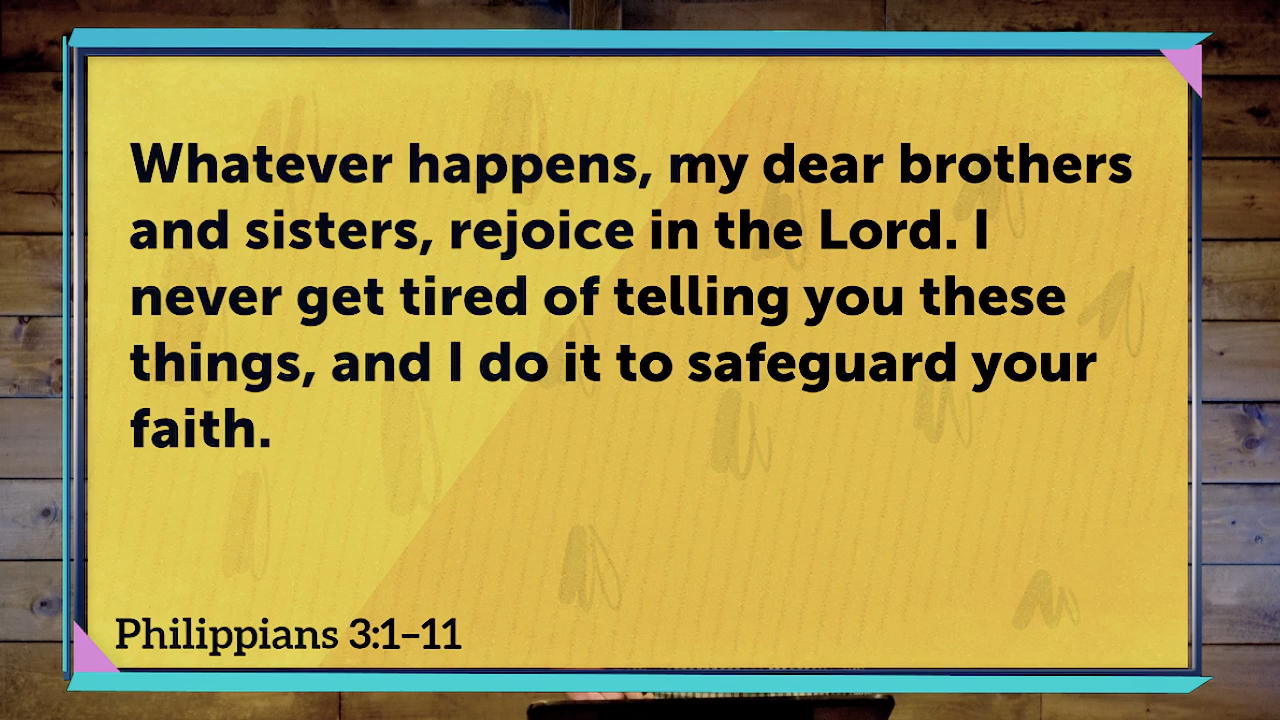 Whatever happens, my dear brothers
and sisters, rejoice in the Lord. I
never get tired of telling you these
things, and I do it to safeguard your
faith.
Philippians 3:1–11